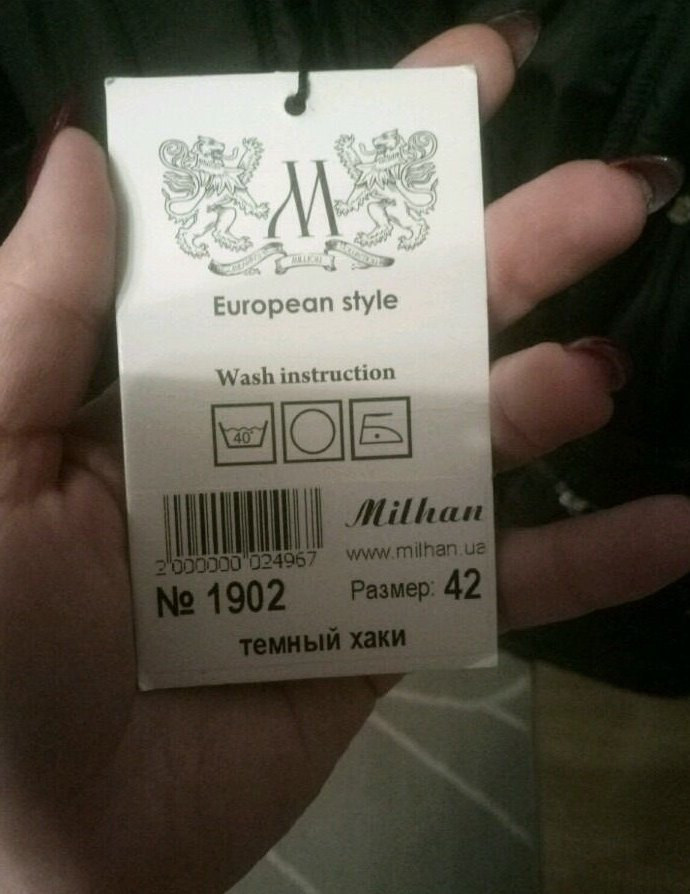 M
European style
Wash instruction
40°
Milhan
2 000000 024967
www.milhan.ua
№ 1902
Размер: 42
темный хаки